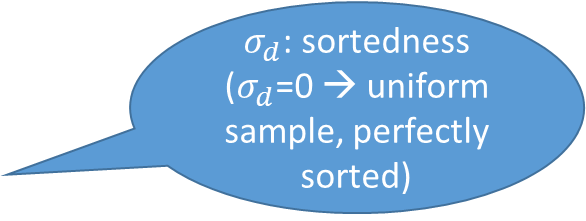 σ_d: sortedness
(σ_d=0 → uniform
sample, perfectly
sorted)